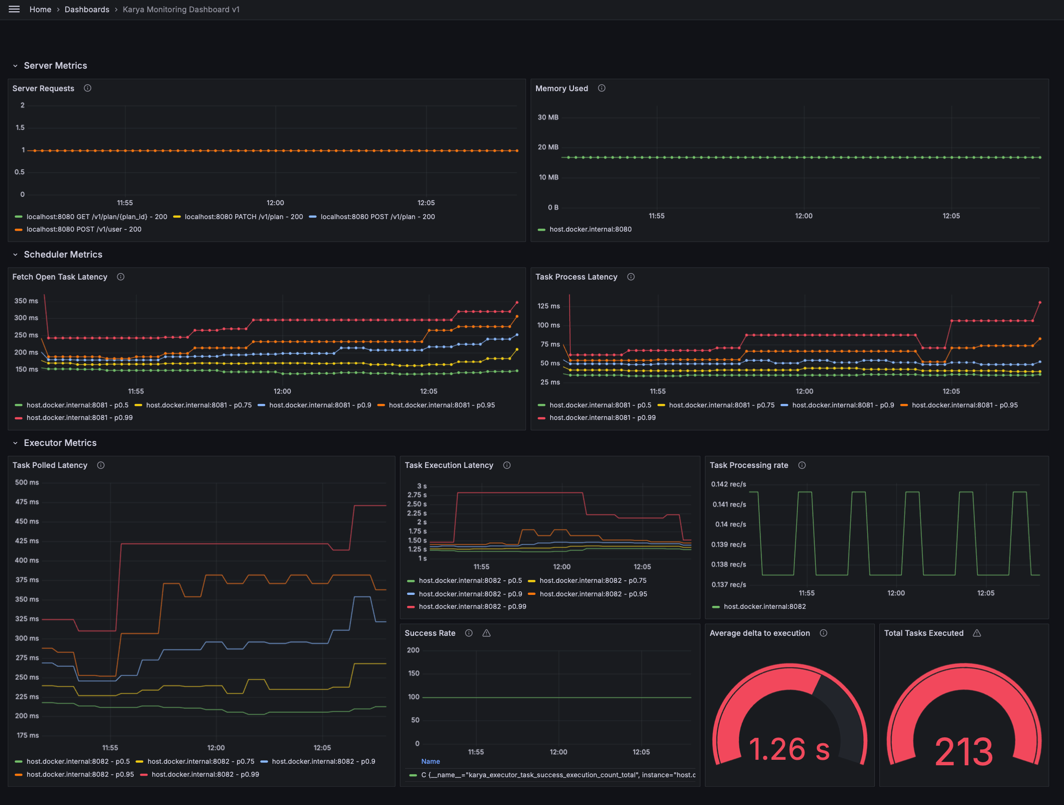 Home › Dashboards › Karya Monitoring Dashboard v1
Server Metrics
Server Requests
2
1.5
1
0.5
0
11:55 12:00 12:05
localhost:8080 GET /v1/plan/{plan_id} - 200 localhost:8080 PATCH /v1/plan - 200 localhost:8080 POST /v1/plan - 200
localhost:8080 POST /v1/user - 200
Memory Used
30 MB
20 MB
10 MB
0 B
11:55 12:00 12:05
host.docker.internal:8080
Scheduler Metrics
Fetch Open Task Latency
350 ms
300 ms
250 ms
200 ms
150 ms
11:55 12:00 12:05
host.docker.internal:8081 - p0.5 host.docker.internal:8081 - p0.75 host.docker.internal:8081 - p0.9 host.docker.internal:8081 - p0.95
host.docker.internal:8081 - p0.99
Task Process Latency
125 ms
100 ms
75 ms
50 ms
25 ms
11:55 12:00 12:05
host.docker.internal:8081 - p0.5 host.docker.internal:8081 - p0.75 host.docker.internal:8081 - p0.9 host.docker.internal:8081 - p0.95
host.docker.internal:8081 - p0.99
Executor Metrics
Task Polled Latency
500 ms
475 ms
450 ms
425 ms
400 ms
375 ms
350 ms
325 ms
300 ms
275 ms
250 ms
225 ms
200 ms
175 ms
11:55 12:00 12:05
host.docker.internal:8082 - p0.5 host.docker.internal:8082 - p0.75 host.docker.internal:8082 - p0.9
host.docker.internal:8082 - p0.95 host.docker.internal:8082 - p0.99
Task Execution Latency
3 s
2.75 s
2.50 s
2.25 s
2 s
1.75 s
1.50 s
1.25 s
1 s
11:55 12:00 12:05
host.docker.internal:8082 - p0.5 host.docker.internal:8082 - p0.75
host.docker.internal:8082 - p0.9 host.docker.internal:8082 - p0.95
host.docker.internal:8082 - p0.99
Task Processing rate
0.142 rec/s
0.141 rec/s
0.14 rec/s
0.139 rec/s
0.138 rec/s
0.137 rec/s
11:55 12:00 12:05
host.docker.internal:8082
Success Rate
200
150
100
50
0
11:55 12:00 12:05
Name
C {__name__="karya_executor_task_success_execution_count_total", instance="host.c
Average delta to execution
1.26 s
Total Tasks Executed
213